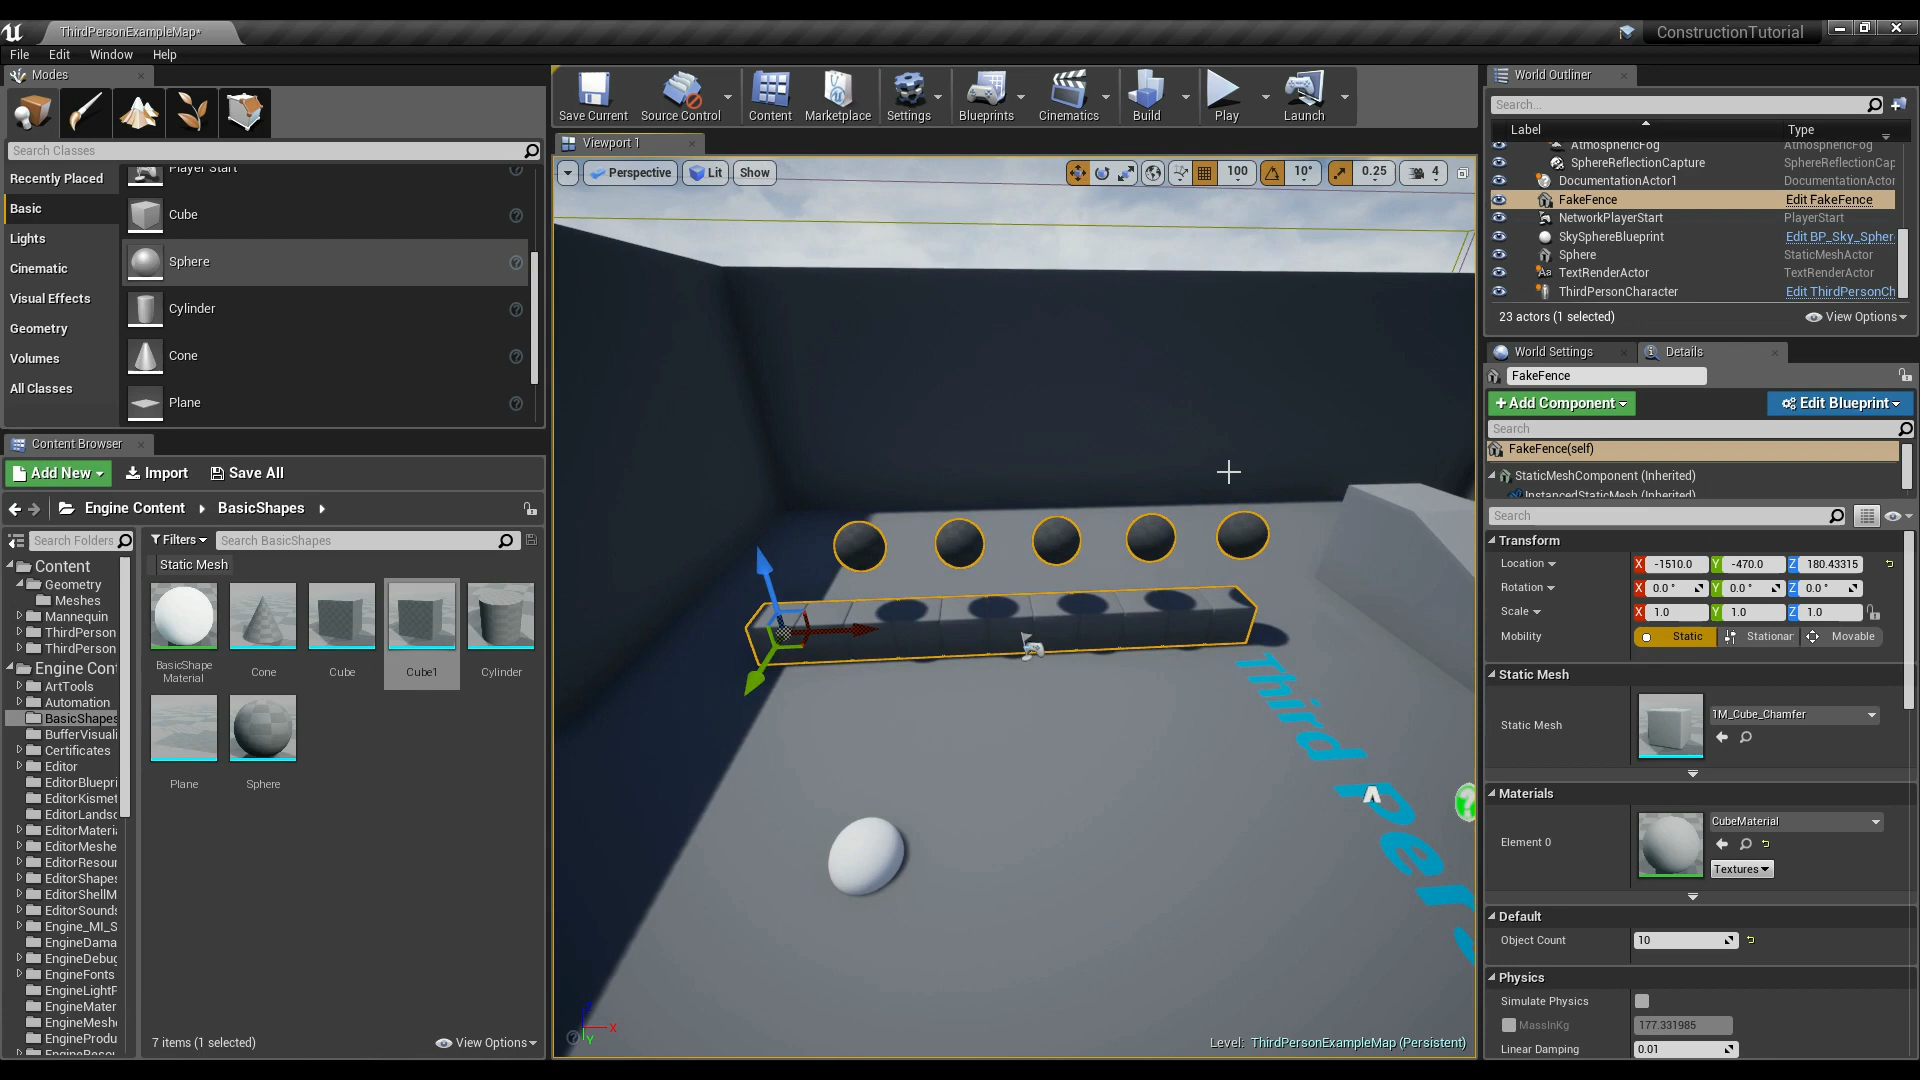 ThirdPersonExampleMap*
ConstructionTutorial
File Edit Window Help
Modes
Search Classes
Recently Placed
Basic
Lights
Cinematic
Visual Effects
Geometry
Volumes
All Classes
Player Start
Cube
Sphere
Cylinder
Cone
Plane
Content Browser
Add New Import Save All
Engine Content BasicShapes
Search Folders
Filters Search BasicShapes
Static Mesh
Content
Geometry
Meshes
Mannequin
ThirdPerson
ThirdPerson
Engine Cont
ArtTools
Automation
BasicShapes
BufferVisuali
Certificates
Editor
EditorBluepri
EditorKismet
EditorLandsc
EditorMateria
EditorMeshe
EditorResour
EditorShapes
EditorShellM
EditorSounds
Engine_MI_S
EngineDama
EngineDebug
EngineFonts
EngineLightP
EngineMater
EngineMeshe
EngineProdu
EngineResou
BasicShape
Material
Cone
Cube
Cube1
Cylinder
Plane
Sphere
7 items (1 selected) View Options
Save Current Source Control Content Marketplace Settings Blueprints Cinematics Build Play Launch
Viewport 1
Perspective Lit Show 100 10° 0.25 4
Third Pers
X
Y
Level: ThirdPersonExampleMap (Persistent)
World Outliner
Search...
Label Type
AtmosphericFog AtmosphericFog
SphereReflectionCapture SphereReflectionCap
DocumentationActor1 DocumentationActor
FakeFence Edit FakeFence
NetworkPlayerStart PlayerStart
SkySphereBlueprint Edit BP_Sky_Spher
Sphere StaticMeshActor
TextRenderActor TextRenderActor
ThirdPersonCharacter Edit ThirdPersonCh
23 actors (1 selected) View Options
World Settings Details
FakeFence
+Add Component Edit Blueprint
Search
FakeFence(self)
StaticMeshComponent (Inherited)
InstancedStaticMesh (Inherited)
Search
Transform
Location X -1510.0 Y -470.0 Z 180.43315
Rotation X 0.0 ° Y 0.0 ° Z 0.0 °
Scale X 1.0 Y 1.0 Z 1.0
Mobility Static Stationar Movable
Static Mesh
Static Mesh 1M_Cube_Chamfer
Materials
Element 0 CubeMaterial
Textures
Default
Object Count 10
Physics
Simulate Physics
MassInKg 177.331985
Linear Damping 0.01